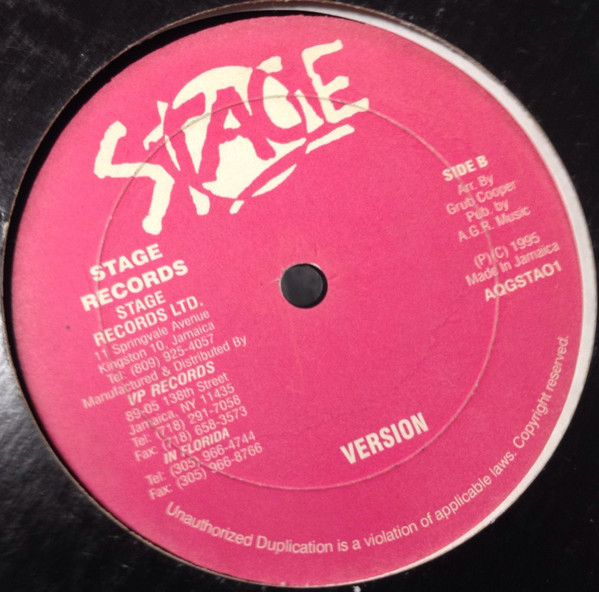 STAGE
STAGE
RECORDS
STAGE
RECORDS LTD.
11 Springvale Avenue
Kingston 10, Jamaica
Tel: (809) 925-4057
Manufactured & Distributed By
VP RECORDS
89-05 138th Street
Jamaica, NY 11435
Tel: (718) 291-7058
Fax: (718) 658-3573
IN FLORIDA
Tel: (305) 966-4744
Fax: (305) 966-8766
SIDE B
Arr. By
Grub Cooper
Pub. by
A.G.R. Music
(P)(C) 1995
Made In Jamaica
AQGSTAO1
VERSION
Unauthorized Duplication is a violation of applicable laws. Copyright reserved.